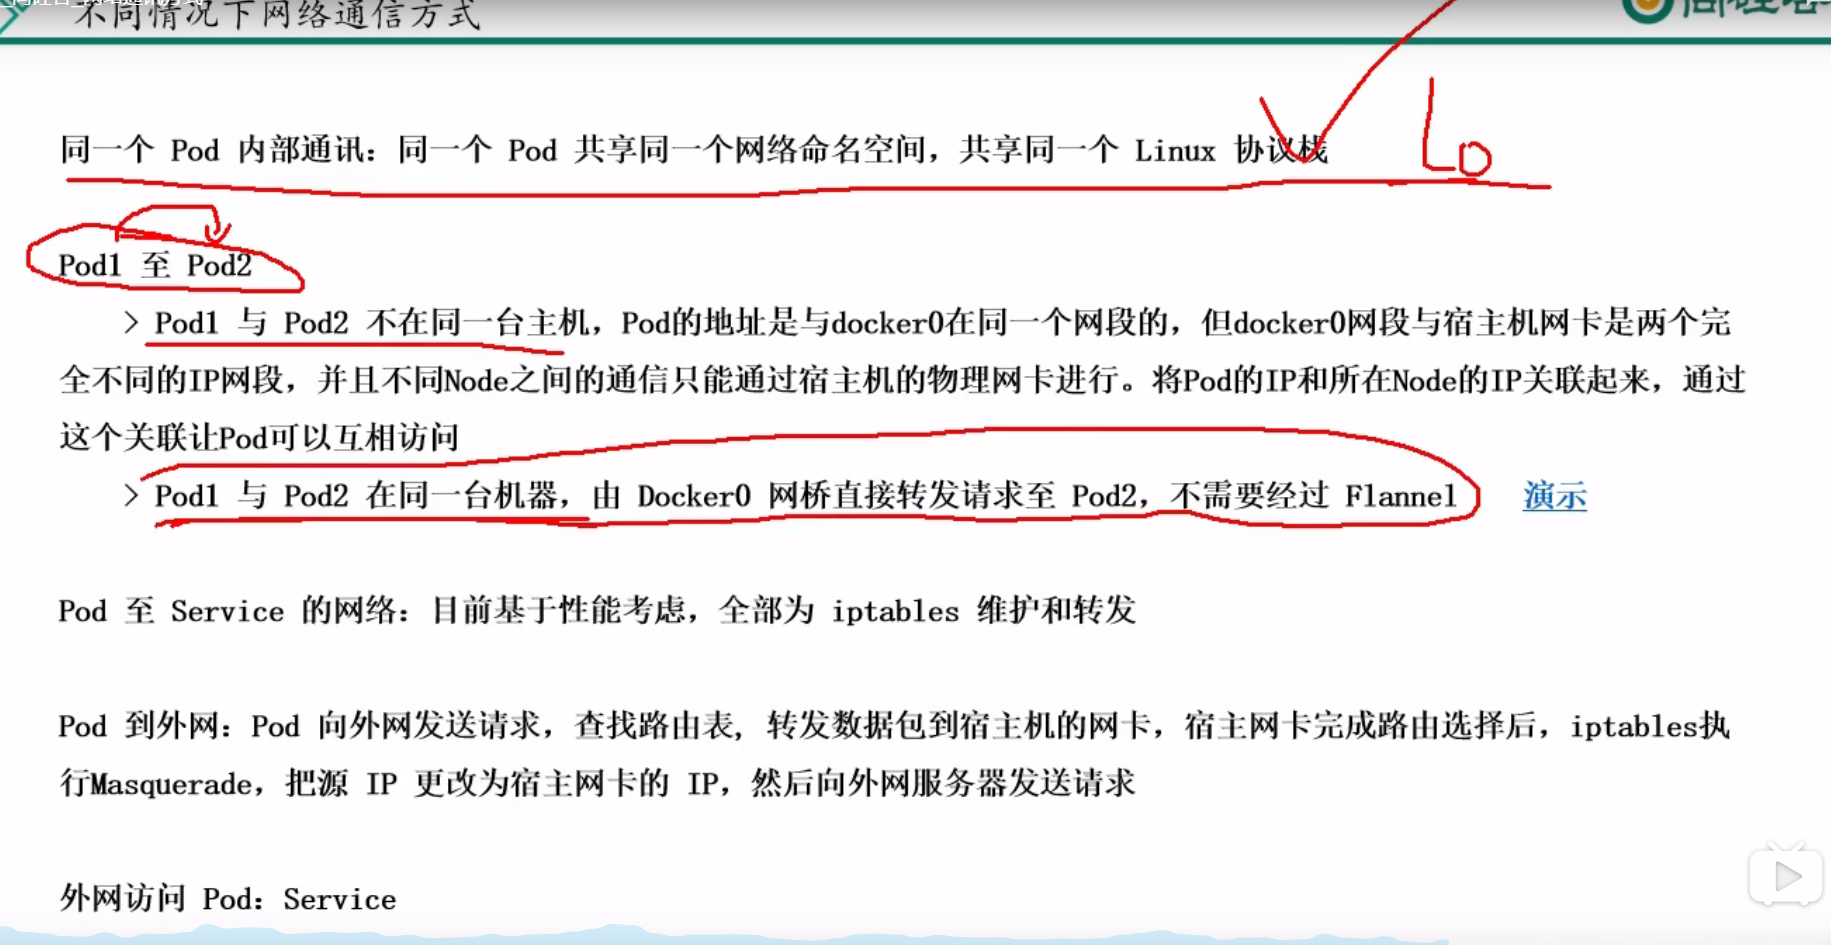 不同情况下网络通信方式
同一个 Pod 内部通讯：同一个 Pod 共享同一个网络命名空间，共享同一个 Linux 协议栈
Lo
Pod1 至 Pod2
> Pod1 与 Pod2 不在同一台主机，Pod的地址是与docker0在同一个网段的，但docker0网段与宿主机网卡是两个完
全不同的IP网段，并且不同Node之间的通信只能通过宿主机的物理网卡进行。将Pod的IP和所在Node的IP关联起来，通过
这个关联让Pod可以互相访问
> Pod1 与 Pod2 在同一台机器，由 Docker0 网桥直接转发请求至 Pod2，不需要经过 Flannel 演示
Pod 至 Service 的网络：目前基于性能考虑，全部为 iptables 维护和转发
Pod 到外网：Pod 向外网发送请求，查找路由表, 转发数据包到宿主机的网卡，宿主网卡完成路由选择后，iptables执
行Masquerade，把源 IP 更改为宿主网卡的 IP，然后向外网服务器发送请求
外网访问 Pod：Service